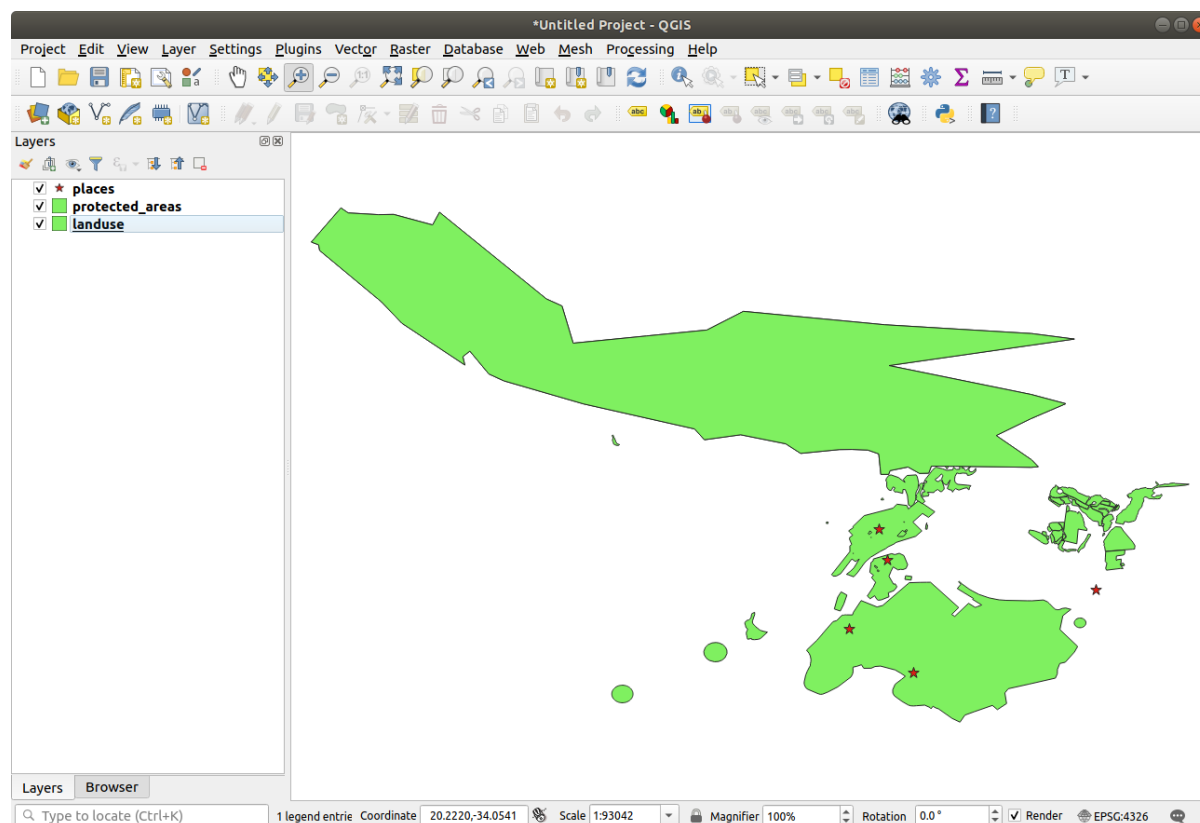 *Untitled Project - QGIS
Project Edit View Layer Settings Plugins Vector Raster Database Web Mesh Processing Help
Layers
places
protected_areas
landuse
Layers Browser
Type to locate (Ctrl+K) 1 legend entrie Coordinate 20.2220,-34.0541 Scale 1:93042 Magnifier 100% Rotation 0.0° Render EPSG:4326